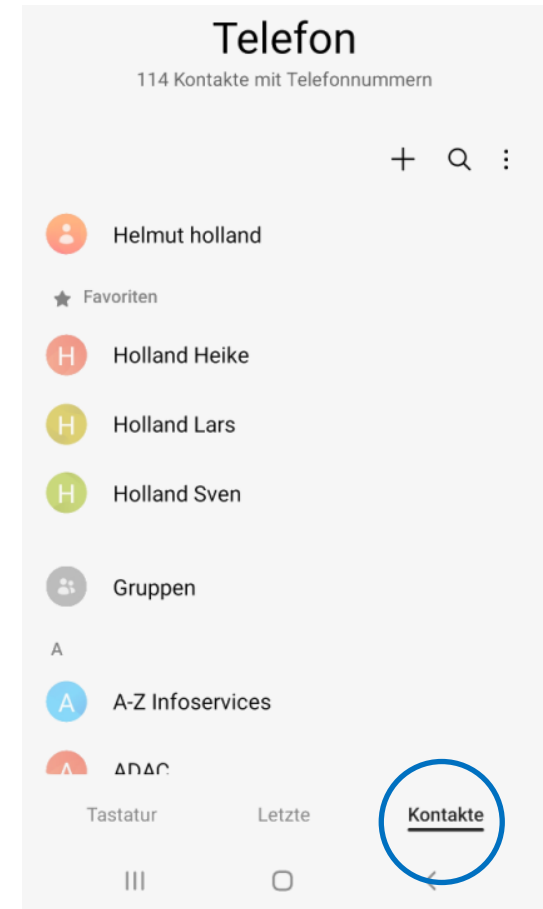 Telefon
114 Kontakte mit Telefonnummern
Helmut holland
Favoriten
H Holland Heike
H Holland Lars
H Holland Sven
Gruppen
A
A A-Z Infoservices
A ADAC
Tastatur Letzte Kontakte